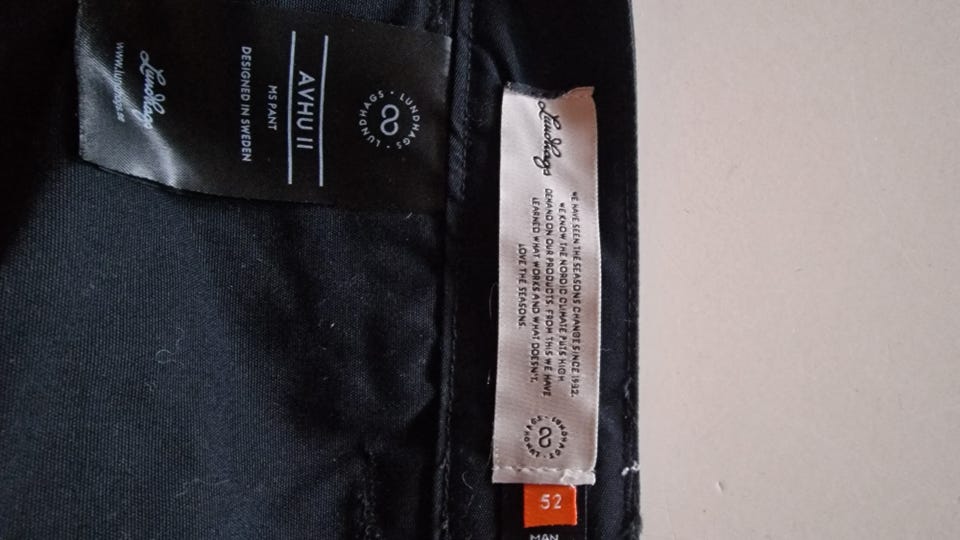 · LUNDHAGS · LUNDHAGS
AVHU II
MS PANT
DESIGNED IN SWEDEN
Lundhags
www.lundhags.se
Lundhags
WE HAVE SEEN THE SEASONS CHANGE SINCE 1932.
WE KNOW THE NORDIC CLIMATE PUTS HIGH
DEMAND ON OUR PRODUCTS. FROM THIS WE HAVE
LEARNED WHAT WORKS AND WHAT DOESN'T.
LOVE THE SEASONS.
· LUNDHAGS · LUNDHAGS
52
MAN